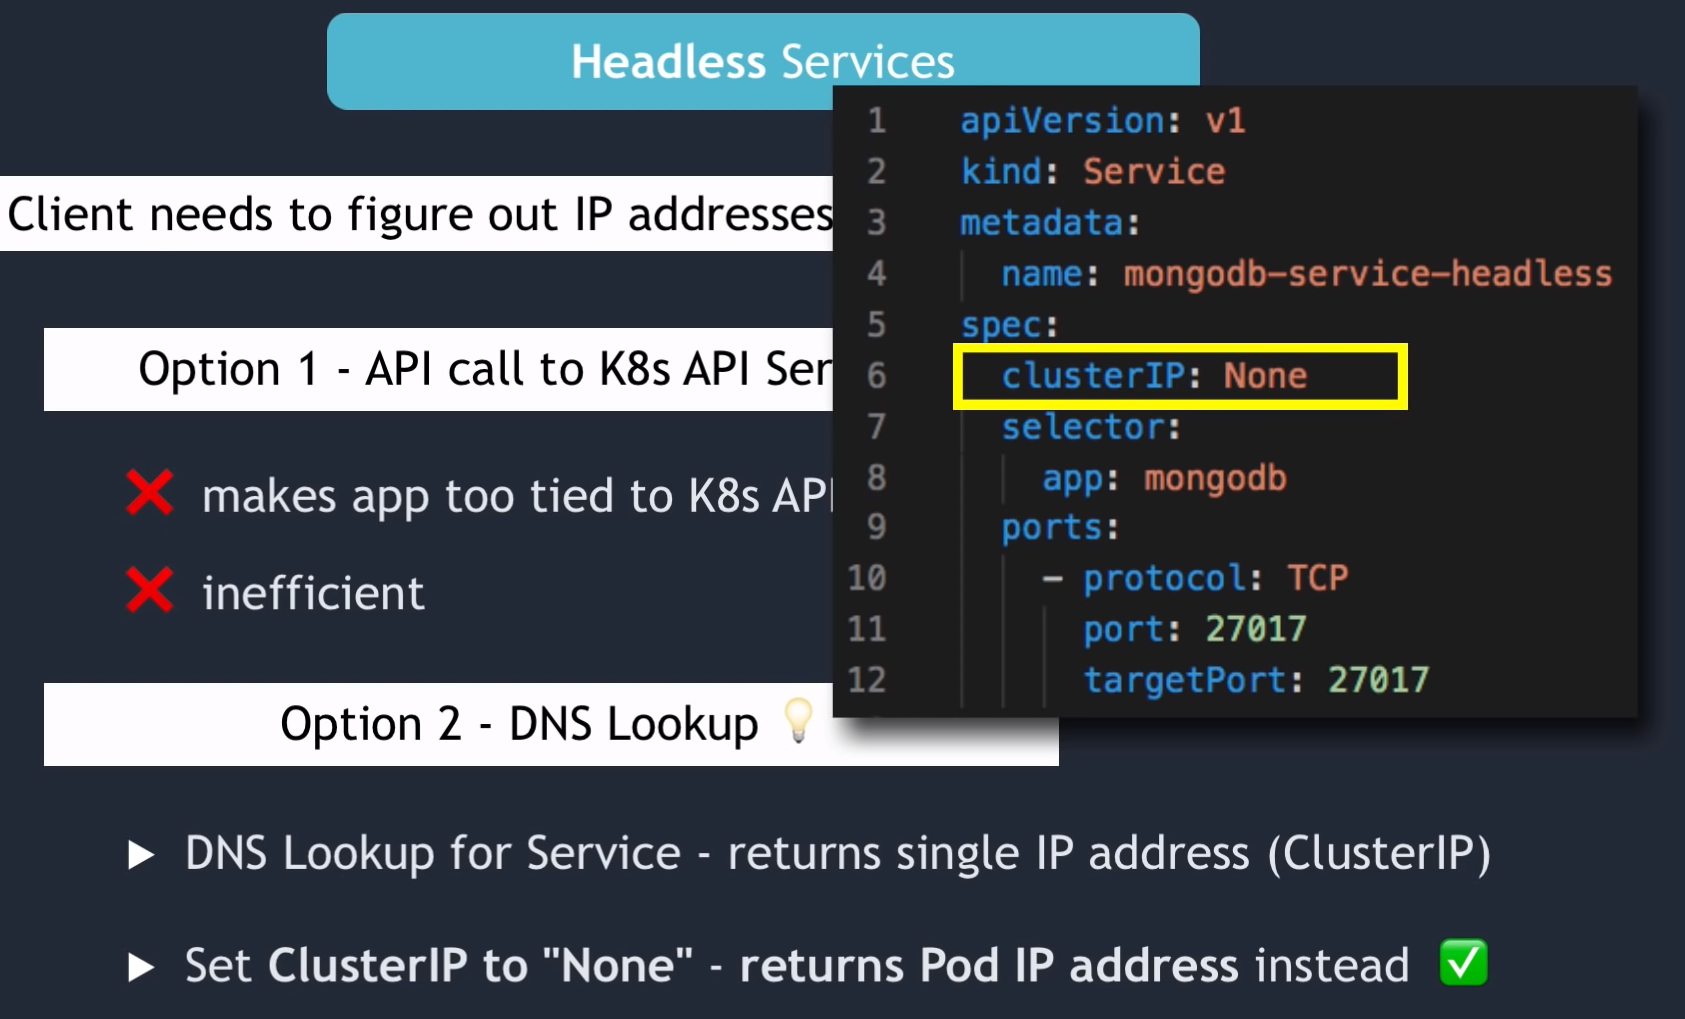 Headless Services
Client needs to figure out IP addresses
Option 1 - API call to K8s API Ser
makes app too tied to K8s API
inefficient
Option 2 - DNS Lookup
DNS Lookup for Service - returns single IP address (ClusterIP)
Set ClusterIP to "None" - returns Pod IP address instead
1 apiVersion: v1
2 kind: Service
3 metadata:
4 name: mongodb-service-headless
5 spec:
6 clusterIP: None
7 selector:
8 app: mongodb
9 ports:
10 - protocol: TCP
11 port: 27017
12 targetPort: 27017